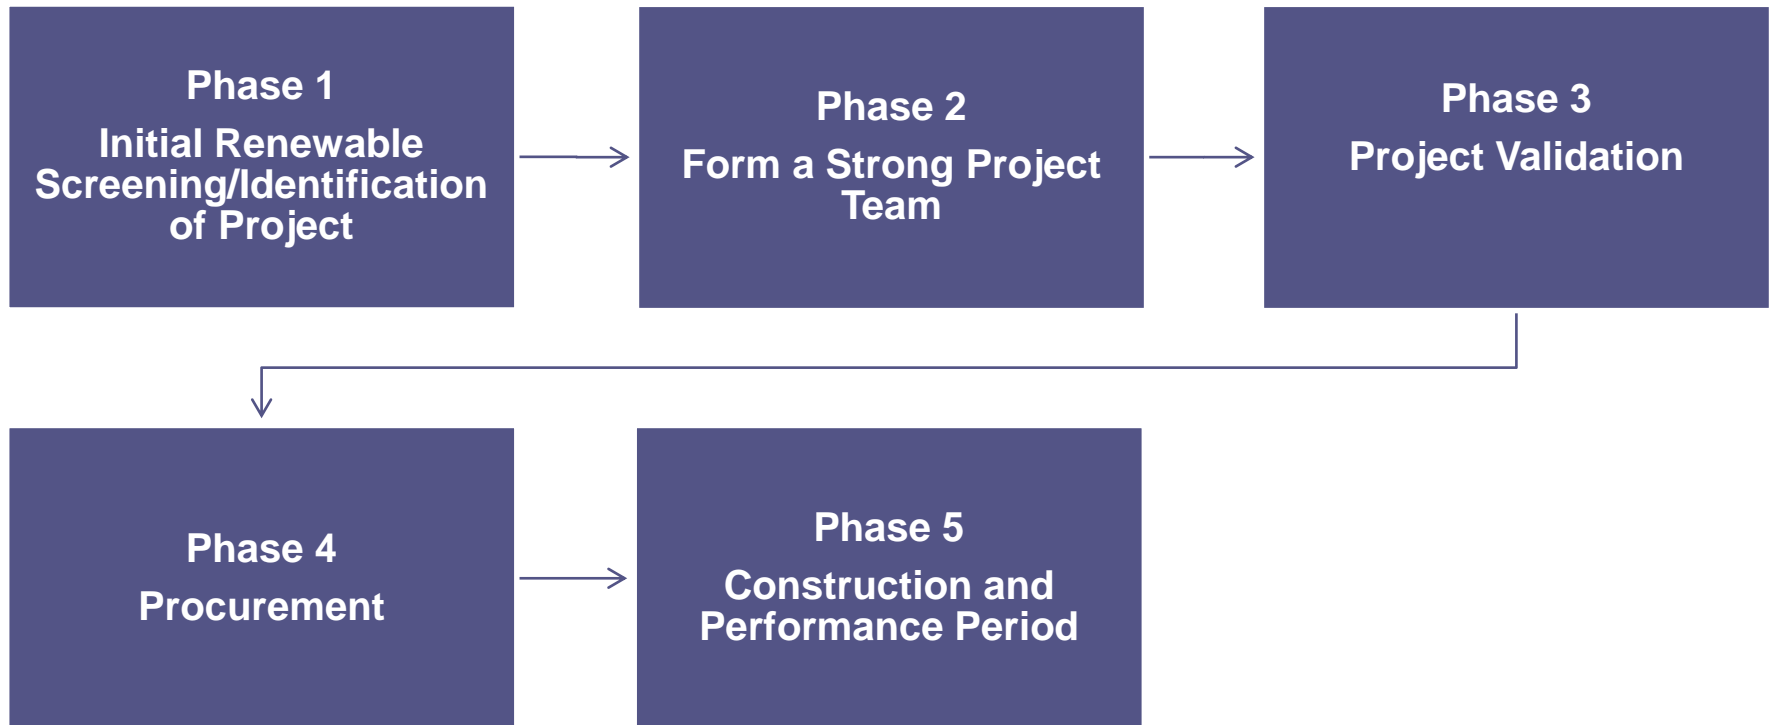 Phase 1
Initial Renewable
Screening/Identification
of Project
Phase 2
Form a Strong Project
Team
Phase 3
Project Validation
Phase 4
Procurement
Phase 5
Construction and
Performance Period